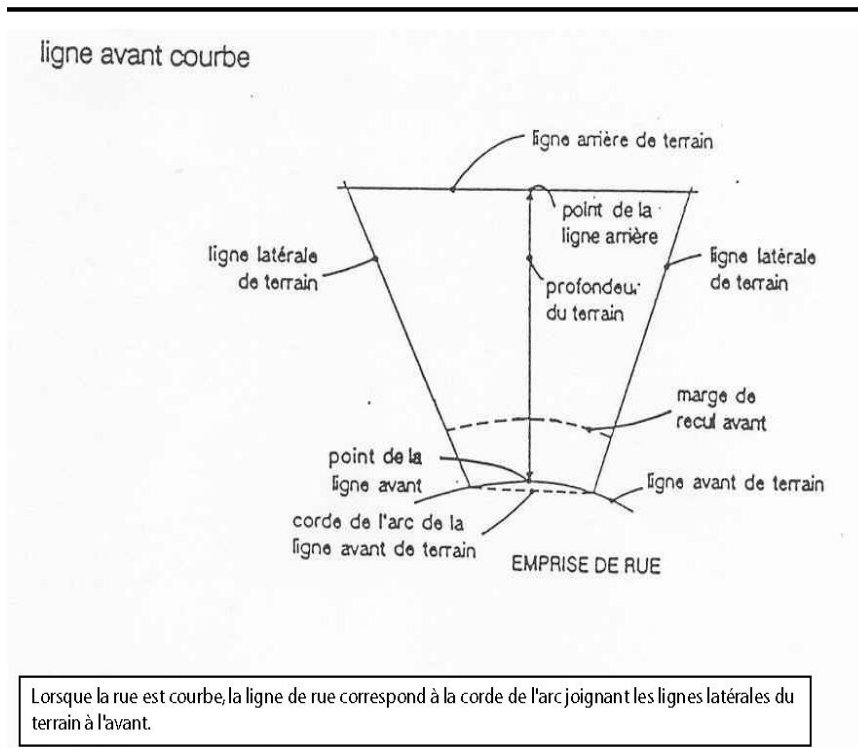 ligne avant courbe
ligne arrière de terrain
point de la
ligne arrière
ligne latérale
de terrain
ligne latérale
de terrain
profondeur
du terrain
marge de
recul avant
point de la
ligne avant
ligne avant de terrain
corde de l'arc de la
ligne avant de terrain
EMPRISE DE RUE
Lorsque la rue est courbe, la ligne de rue correspond à la corde de l'arc joignant les lignes latérales du
terrain à l'avant.